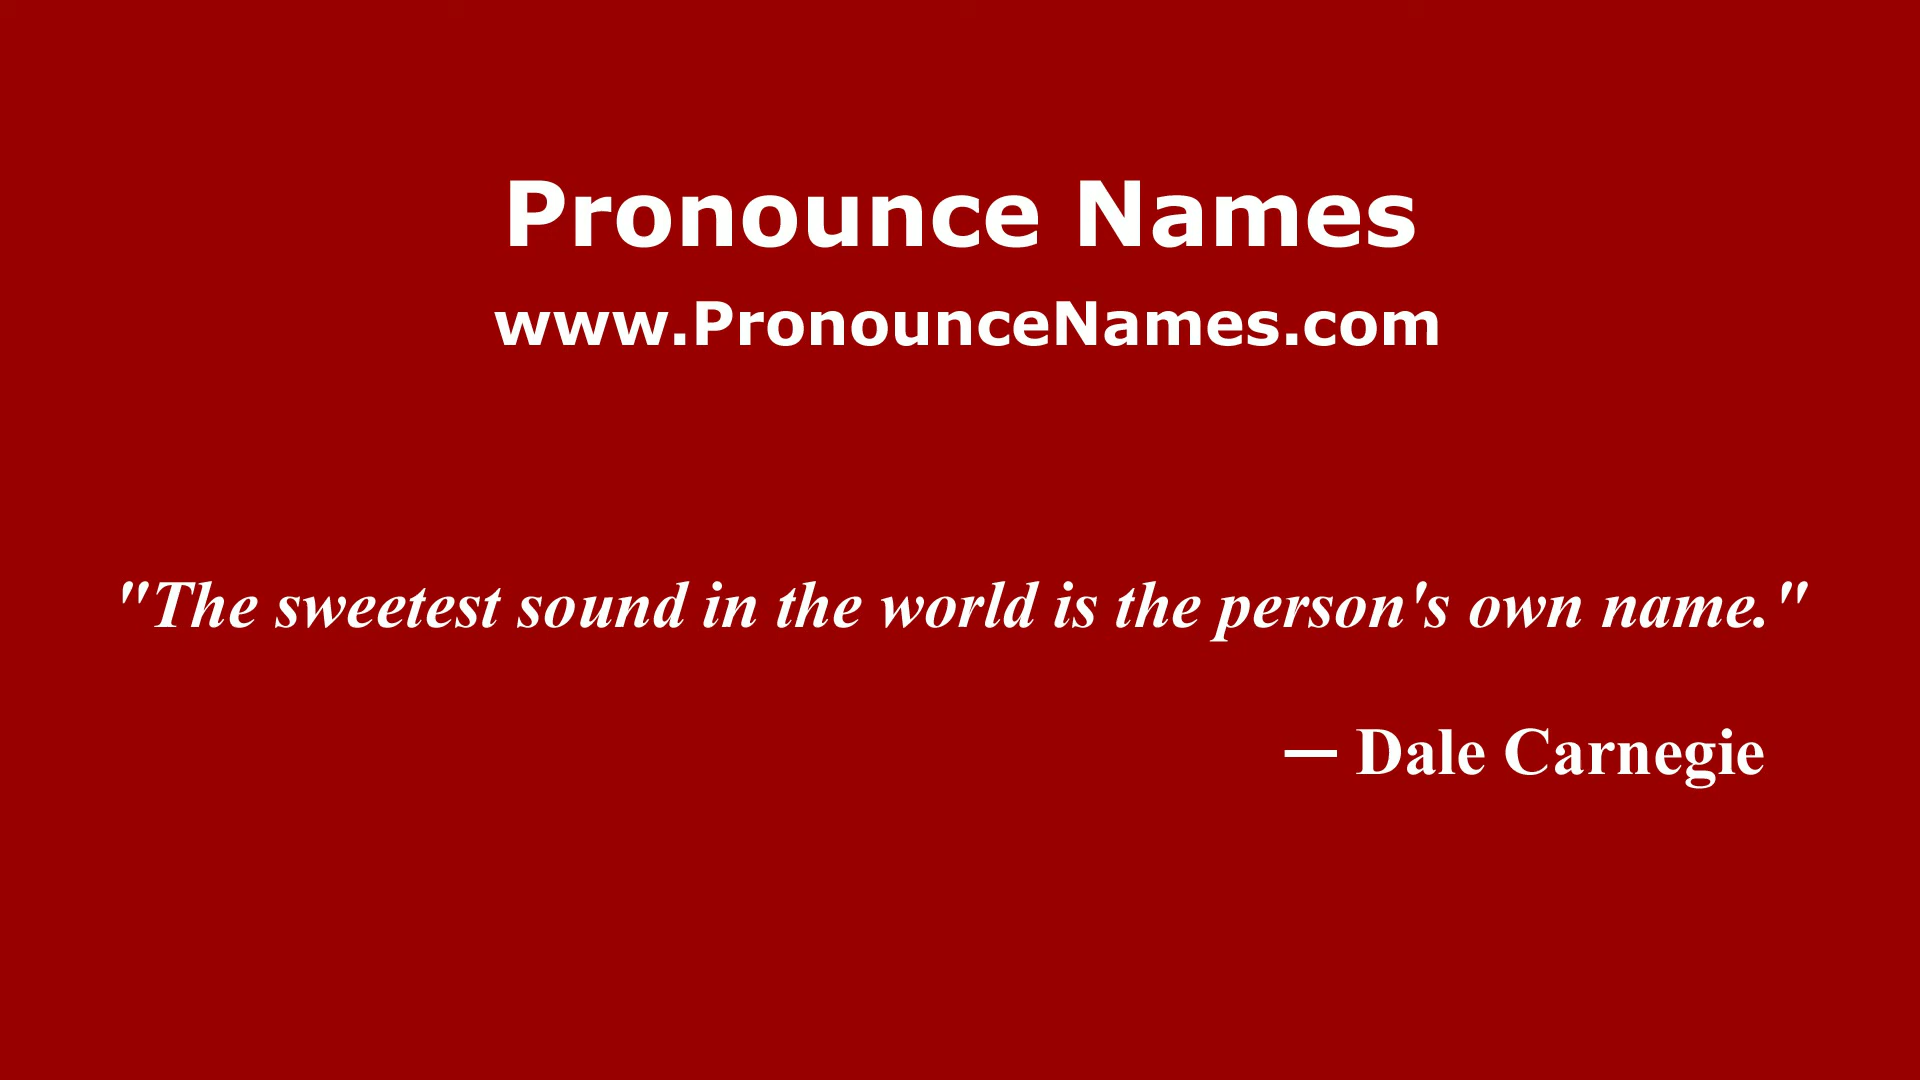 Pronounce Names
www.PronounceNames.com
"The sweetest sound in the world is the person's own name."
— Dale Carnegie